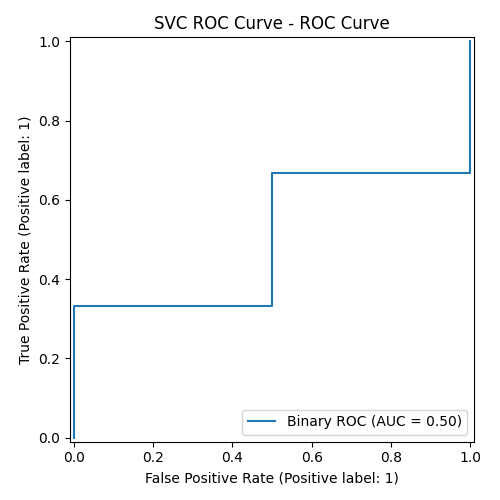 SVC ROC Curve - ROC Curve
1.0
0.8
0.6
0.4
0.2
0.0
True Positive Rate (Positive label: 1)
Binary ROC (AUC = 0.50)
0.0 0.2 0.4 0.6 0.8 1.0
False Positive Rate (Positive label: 1)